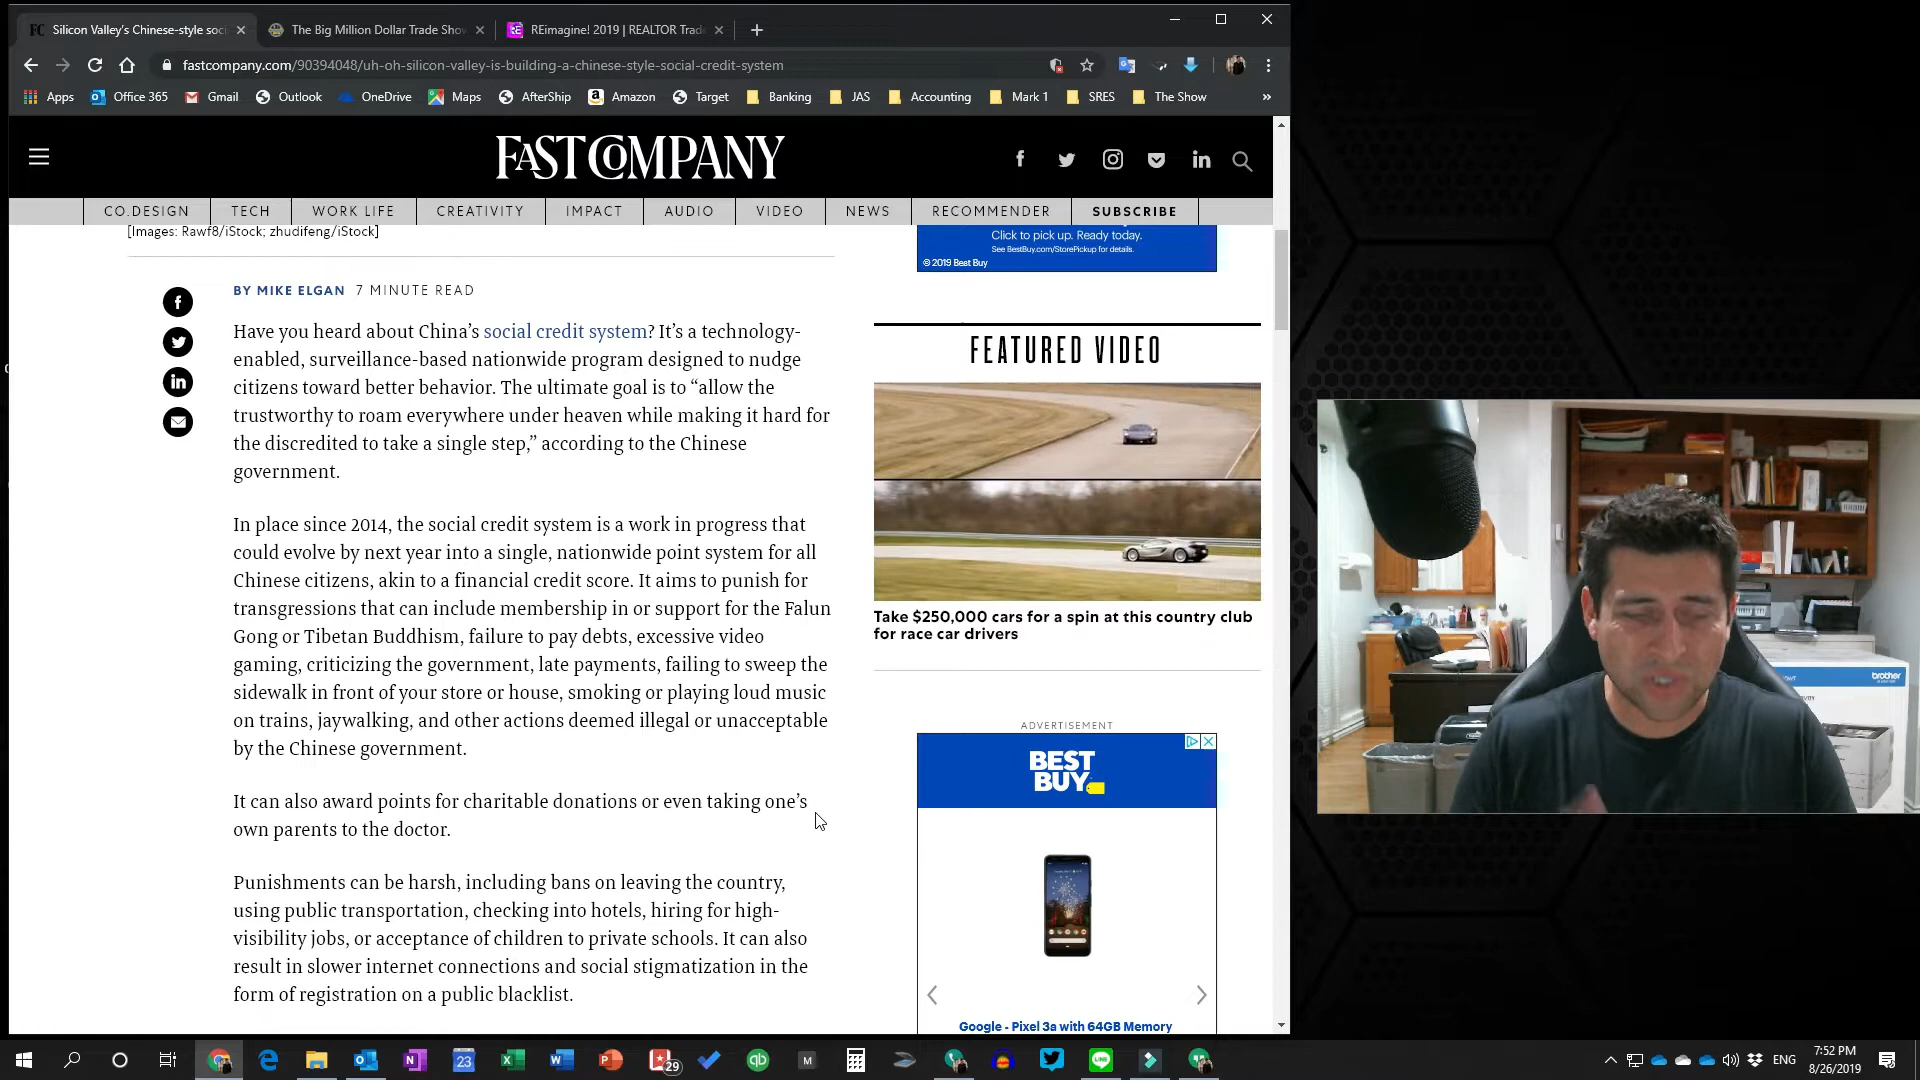 Silicon Valley's Chinese-style soc
The Big Million Dollar Trade Sho
REimagine! 2019 | REALTOR Trad
fastcompany.com/90394048/uh-oh-silicon-valley-is-building-a-chinese-style-social-credit-system
Apps Office 365 Gmail Outlook OneDrive Maps AfterShip Amazon Target Banking JAS Accounting Mark 1 SRES The Show »
FAST COMPANY
CO.DESIGN TECH WORK LIFE CREATIVITY IMPACT AUDIO VIDEO NEWS RECOMMENDER SUBSCRIBE
[Images: Rawf8/iStock; zhudifeng/iStock]
BY MIKE ELGAN 7 MINUTE READ
Have you heard about China’s social credit system? It’s a technology-
enabled, surveillance-based nationwide program designed to nudge
citizens toward better behavior. The ultimate goal is to “allow the
trustworthy to roam everywhere under heaven while making it hard for
the discredited to take a single step,” according to the Chinese
government.
In place since 2014, the social credit system is a work in progress that
could evolve by next year into a single, nationwide point system for all
Chinese citizens, akin to a financial credit score. It aims to punish for
transgressions that can include membership in or support for the Falun
Gong or Tibetan Buddhism, failure to pay debts, excessive video
gaming, criticizing the government, late payments, failing to sweep the
sidewalk in front of your store or house, smoking or playing loud music
on trains, jaywalking, and other actions deemed illegal or unacceptable
by the Chinese government.
It can also award points for charitable donations or even taking one’s
own parents to the doctor.
Punishments can be harsh, including bans on leaving the country,
using public transportation, checking into hotels, hiring for high-
visibility jobs, or acceptance of children to private schools. It can also
result in slower internet connections and social stigmatization in the
form of registration on a public blacklist.
Click to pick up. Ready today.
See BestBuy.com/StorePickup for details.
© 2019 Best Buy
FEATURED VIDEO
Take $250,000 cars for a spin at this country club
for race car drivers
ADVERTISEMENT
BEST
BUY
Google - Pixel 3a with 64GB Memory
brother
23
29
ENG
7:52 PM
8/26/2019